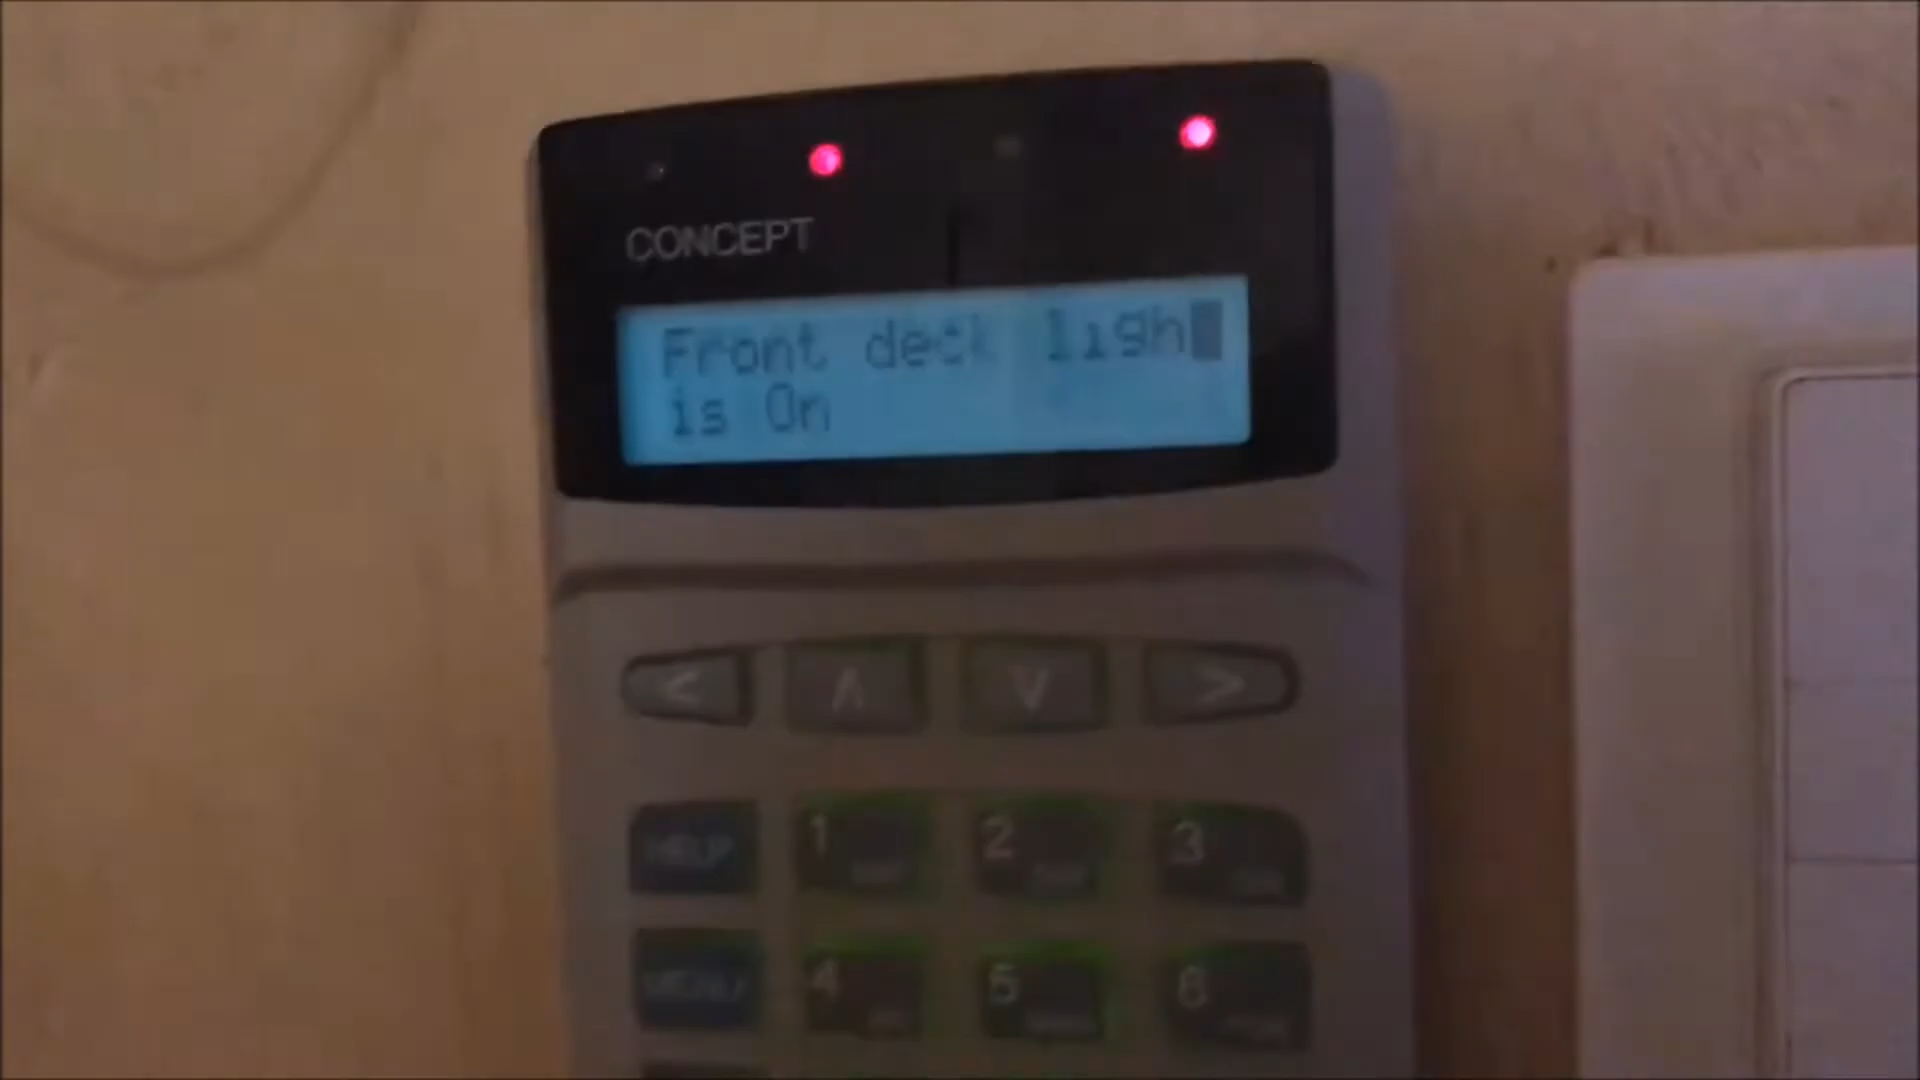 CONCEPT
Front deck ligh
is On
< ∧ ∨ >
HELP 1 2 3
MENU 4 5 6